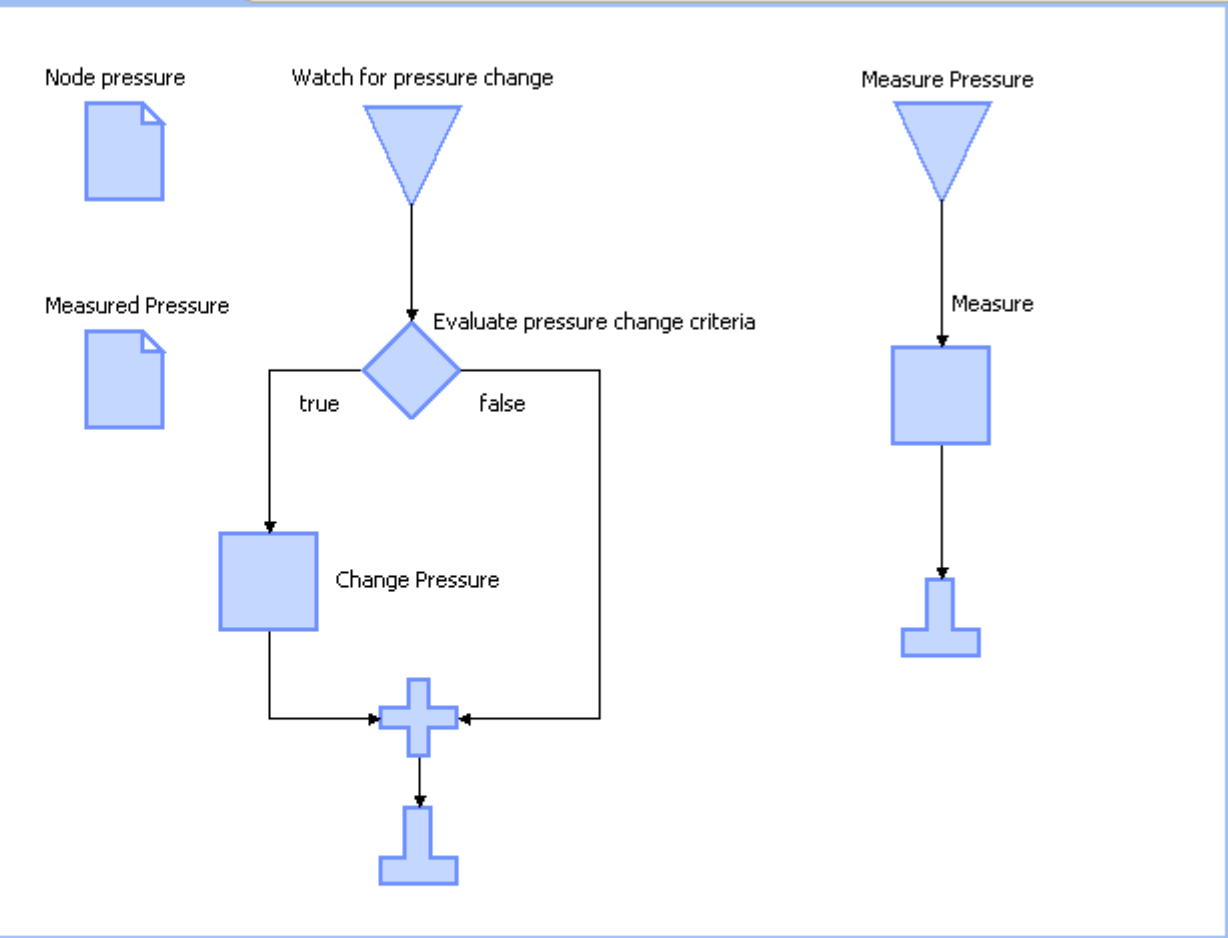 Node pressure
Watch for pressure change
Measure Pressure
Measured Pressure
Measure
Evaluate pressure change criteria
true
false
Change Pressure